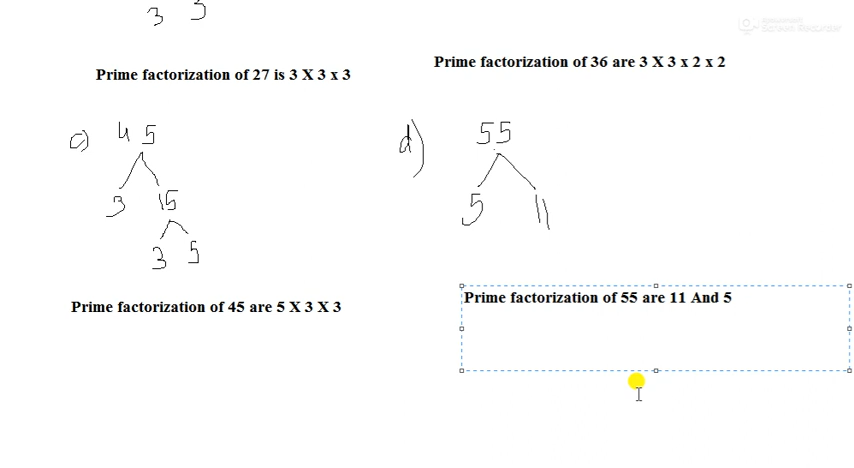 3 3
Screen Recorder
Prime factorization of 27 is 3 X 3 x 3
Prime factorization of 36 are 3 X 3 x 2 x 2
c) 45
3 15
3 5
Prime factorization of 45 are 5 X 3 X 3
d) 55
5 11
Prime factorization of 55 are 11 And 5